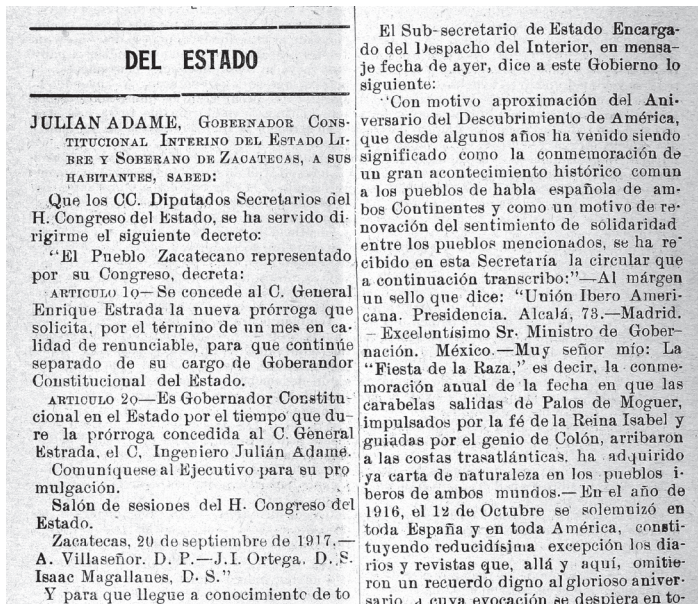 DEL ESTADO
JULIAN ADAME, GOBERNADOR CONS-
TITUCIONAL INTERINO DEL ESTADO LI-
BRE Y SOBERANO DE ZACATECAS, A SUS
HABITANTES, SABED:
Que los CC. Diputados Secretarios del
H. Congreso del Estado, se ha servido di-
rigirme el siguiente decreto:
"El Pueblo Zacatecano representado
por su Congreso, decreta:
ARTICULO 1o— Se concede al C. General
Enrique Estrada la nueva prórroga que
solicita, por el término de un mes en ca-
lidad de renunciable, para que continúe
separado de su cargo de Goberandor
Constitucional del Estado.
ARTICULO 2o—Es Gobernador Constitu-
cional en el Estado por el tiempo que du-
re la prórroga concedida al C. General
Estrada, el C. Ingeniero Julián Adame.
Comuníquese al Ejecutivo para su pro
mulgación.
Salón de sesiones del H. Congreso del
Estado.
Zacatecas, 20 de septiembre de 1917.—
A. Villaseñor. D. P.—J.I. Ortega. D. S.
Isaac Magallanes, D. S."
Y para que llegue a conocimiento de to
El Sub-secretario de Estado Encarga-
do del Despacho del Interior, en mensa-
je fecha de ayer, dice a este Gobierno lo
siguiente:
"Con motivo aproximación del Ani-
versario del Descubrimiento de América,
que desde algunos años ha venido siendo
significado como la conmemoración de
un gran acontecimiento histórico comun
a los pueblos de habla española de am-
bos Continentes y como un motivo de re-
novación del sentimiento de solidaridad
entre los pueblos mencionados, se ha re-
cibido en esta Secretaría la circular que
a continuación transcribo:"—Al márgen
un sello que dice: "Unión Ibero Ameri-
cana. Presidencia. Alcalá, 73.—Madrid.
—Excelentísimo Sr. Ministro de Gober-
nación. México.—Muy señor mío: La
"Fiesta de la Raza," es decir, la conme-
moración anual de la fecha en que las
carabelas salidas de Palos de Moguer,
impulsados por la fé de la Reina Isabel y
guiadas por el genio de Colón, arribaron
a las costas trasatlánticas, ha adquirido
ya carta de naturaleza en los pueblos i-
beros de ambos mundos.—En el año de
1916, el 12 de Octubre se solemnizó en
toda España y en toda América, consti-
tuyendo reducidísima excepción los dia-
rios y revistas que, allá y aquí, omitie-
ron un recuerdo digno al glorioso aniver-
sario, a cuya evocación se despiera en to-